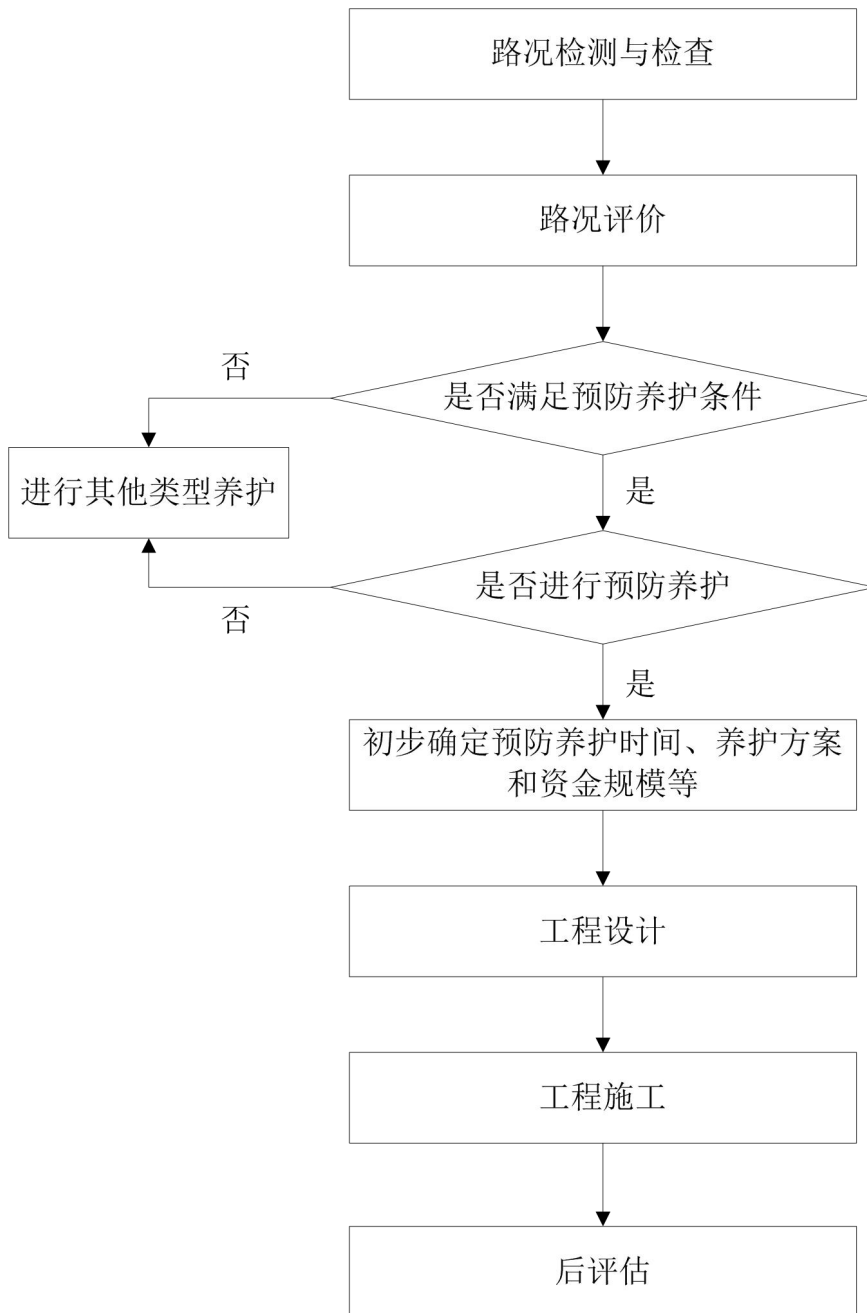 路况检测与检查
路况评价
否
是否满足预防养护条件
进行其他类型养护
是
是否进行预防养护
否
是
初步确定预防养护时间、养护方案
和资金规模等
工程设计
工程施工
后评估